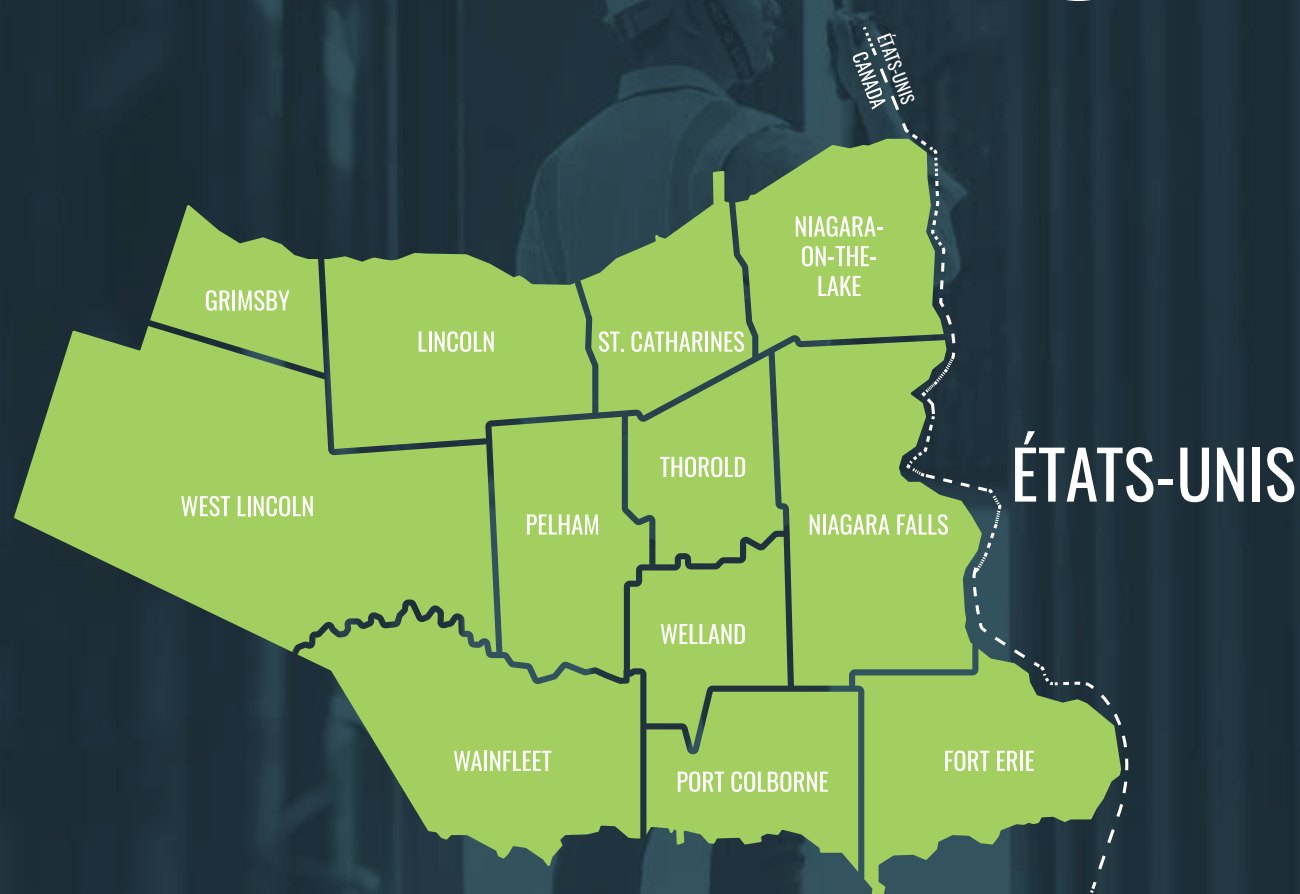 ÉTATS-UNIS
CANADA
NIAGARA-
ON-THE-
LAKE
GRIMSBY
LINCOLN
ST. CATHARINES
ÉTATS-UNIS
THOROLD
WEST LINCOLN
PELHAM
NIAGARA FALLS
WELLAND
WAINFLEET
PORT COLBORNE
FORT ERIE